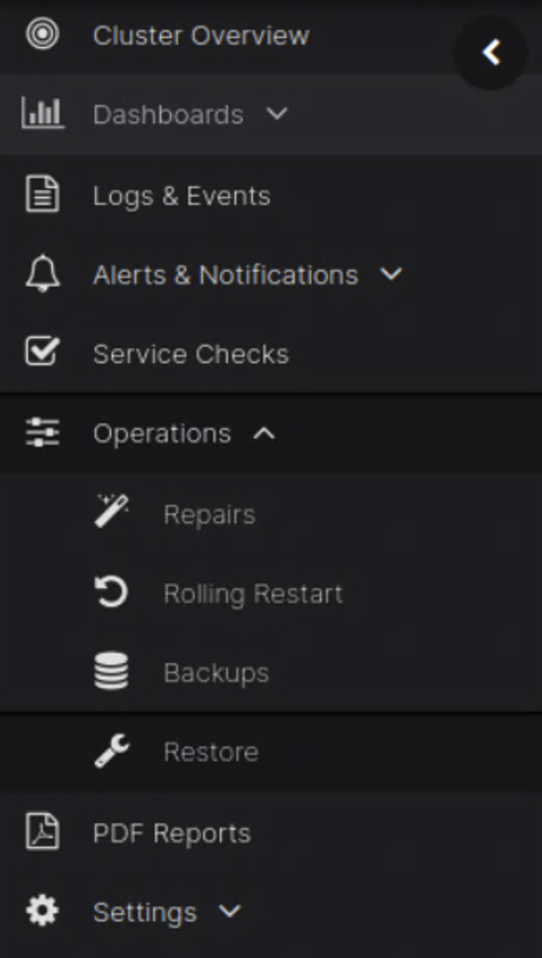 Cluster Overview
Dashboards
Logs & Events
Alerts & Notifications
Service Checks
Operations
Repairs
Rolling Restart
Backups
Restore
PDF Reports
Settings